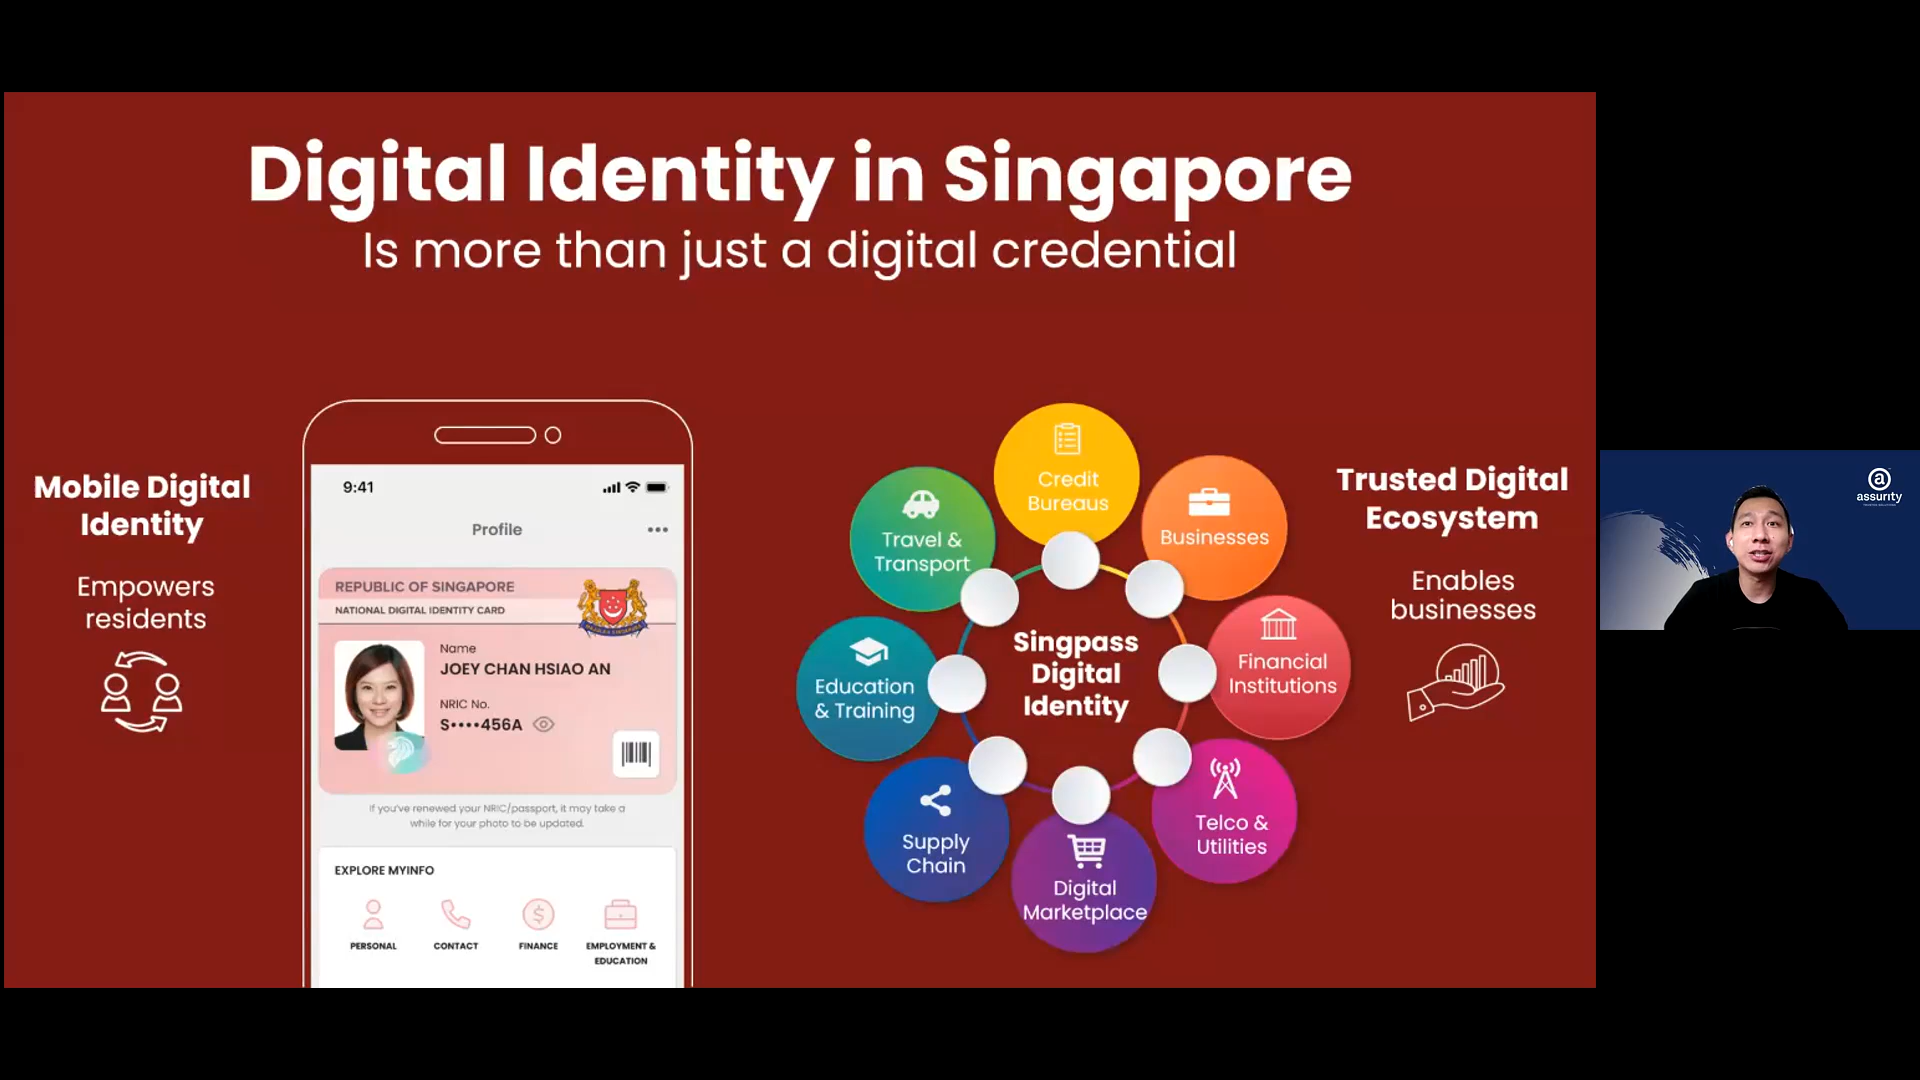 Digital Identity in Singapore
Is more than just a digital credential
Mobile Digital
Identity
Empowers
residents
9:41
Profile
REPUBLIC OF SINGAPORE
NATIONAL DIGITAL IDENTITY CARD
Name
JOEY CHAN HSIAO AN
NRIC No.
S••••456A
If you've renewed your NRIC/passport, it may take a
while for your photo to be updated.
EXPLORE MYINFO
PERSONAL
CONTACT
FINANCE
EMPLOYMENT &
EDUCATION
Credit
Bureaus
Businesses
Financial
Institutions
Telco &
Utilities
Digital
Marketplace
Supply
Chain
Education
& Training
Travel &
Transport
Singpass
Digital
Identity
Trusted Digital
Ecosystem
Enables
businesses
assurity